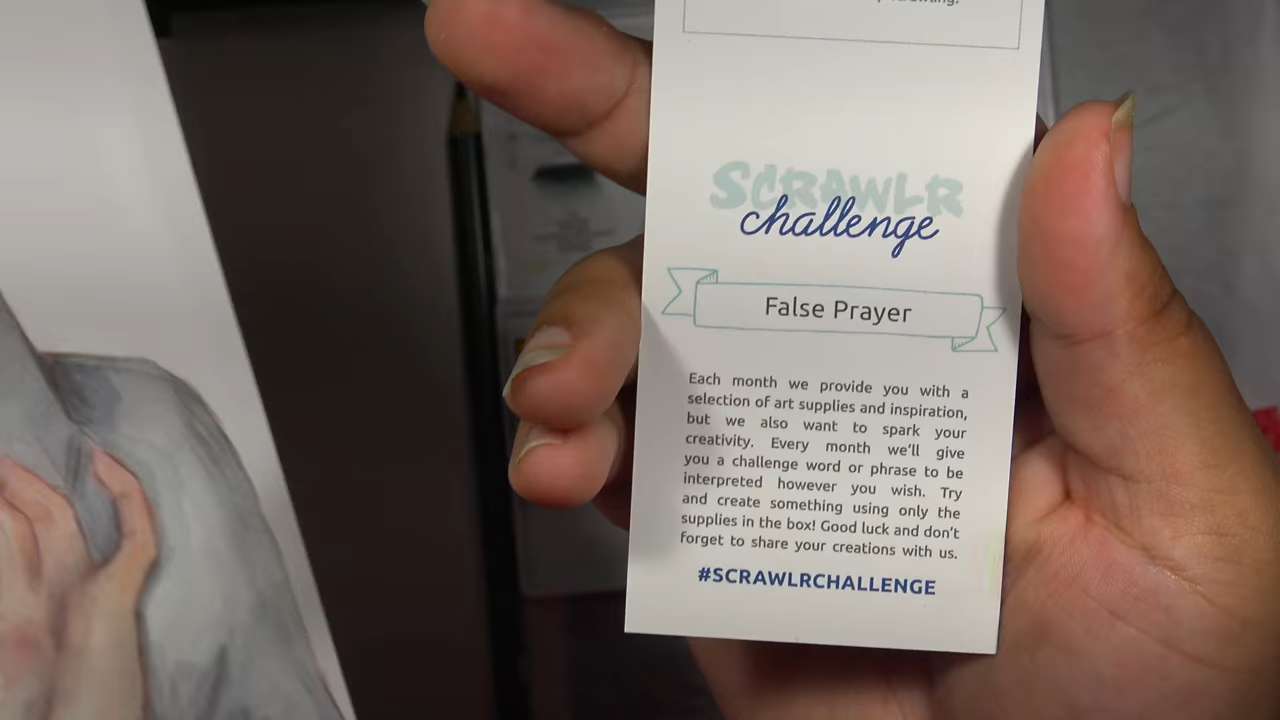 SCRAWLR
challenge
False Prayer
Each month we provide you with a
selection of art supplies and inspiration,
but we also want to spark your
creativity. Every month we'll give
you a challenge word or phrase to be
interpreted however you wish. Try
and create something using only the
supplies in the box! Good luck and don't
forget to share your creations with us.
#SCRAWLRCHALLENGE